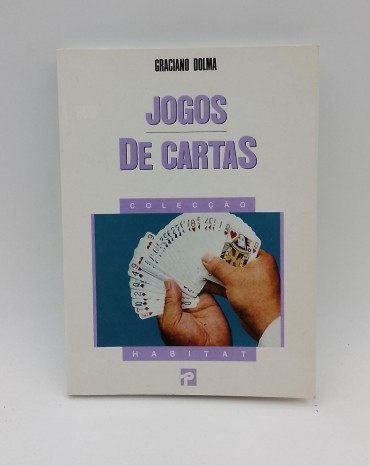 GRACIANO DOLMA
JOGOS
DE CARTAS
COLECÇÃO
HABITAT